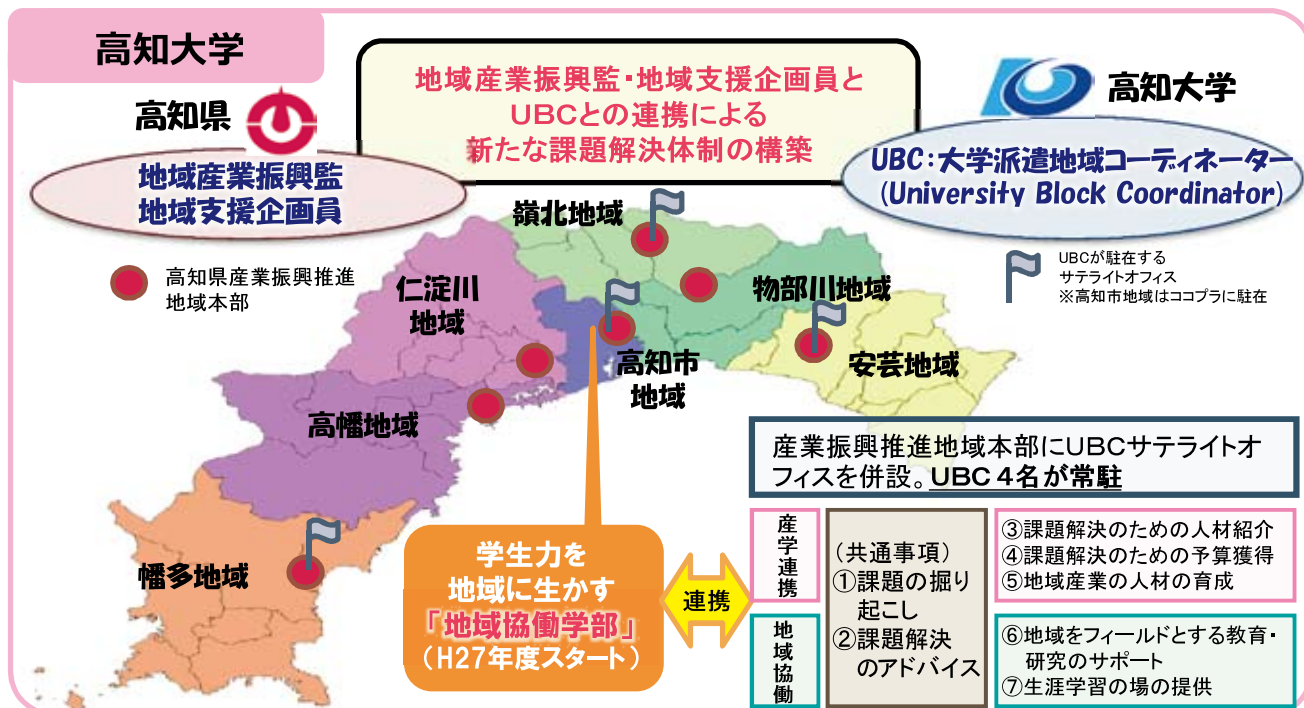 高知大学
地域産業振興監・地域支援企画員と
UBCとの連携による
新たな課題解決体制の構築
高知県
地域産業振興監
地域支援企画員
高知大学
UBC：大学派遣地域コーディネーター
(University Block Coordinator)
高知県産業振興推進
地域本部
UBCが駐在する
サテライトオフィス
※高知市地域はココプラに駐在
嶺北地域
仁淀川
地域
物部川地域
高知市
地域
安芸地域
高幡地域
幡多地域
産業振興推進地域本部にUBCサテライトオ
フィスを併設。UBC４名が常駐
学生力を
地域に生かす
「地域協働学部」
（H27年度スタート）
連携
産学連携
地域協働
（共通事項）
①課題の掘り
起こし
②課題解決
のアドバイス
③課題解決のための人材紹介
④課題解決のための予算獲得
⑤地域産業の人材の育成
⑥地域をフィールドとする教育・
研究のサポート
⑦生涯学習の場の提供